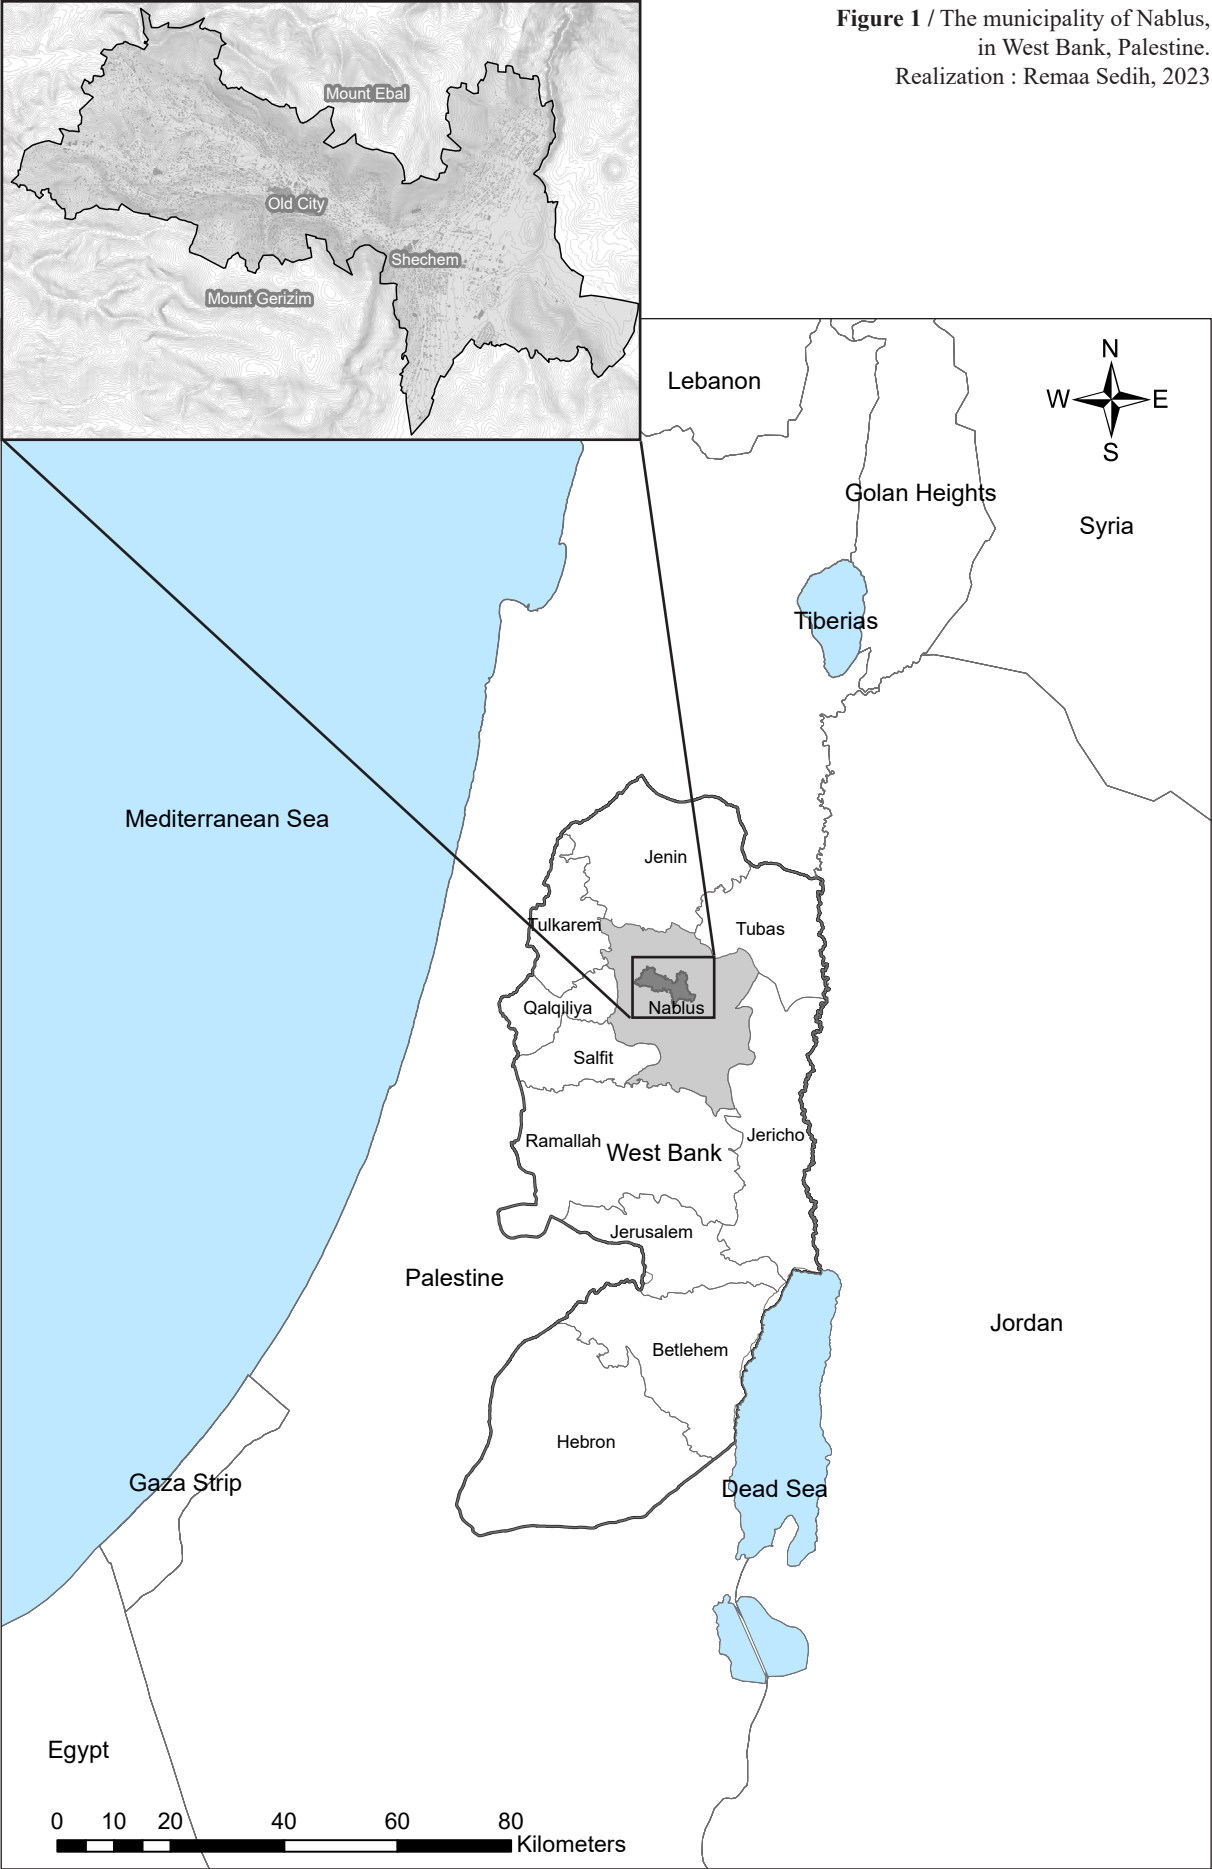 Figure 1 / The municipality of Nablus,
in West Bank, Palestine.
Realization : Remaa Sedih, 2023
Mount Ebal
Old City
Shechem
Mount Gerizim
Lebanon
N
W E
S
Golan Heights
Syria
Tiberias
Mediterranean Sea
Jenin
Tulkarem
Tubas
Qalqiliya
Nablus
Salfit
Ramallah
West Bank
Jericho
Jerusalem
Palestine
Jordan
Betlehem
Hebron
Gaza Strip
Dead Sea
Egypt
0 10 20 40 60 80
Kilometers